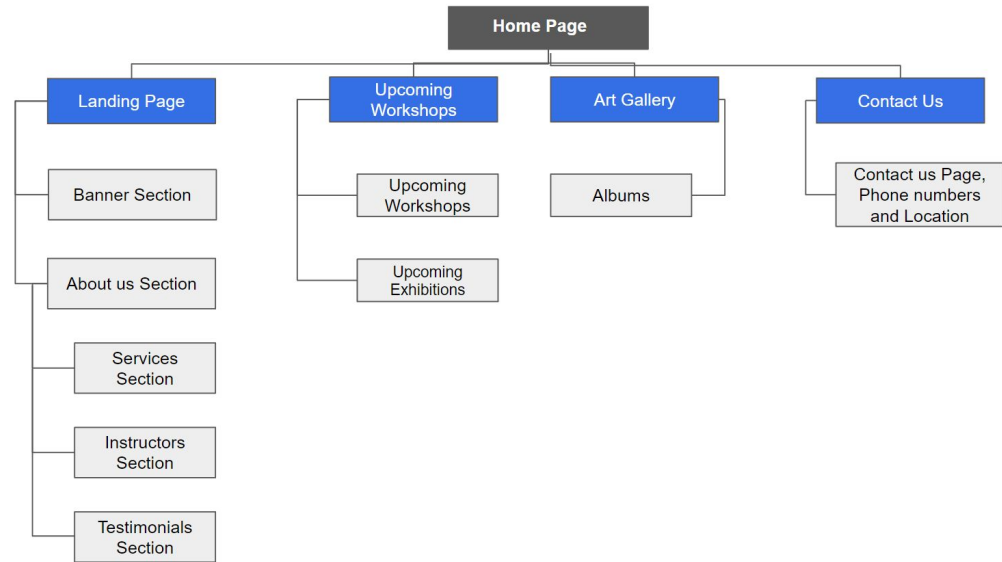 Home Page
Landing Page
Upcoming
Workshops
Art Gallery
Contact Us
Banner Section
About us Section
Services
Section
Instructors
Section
Testimonials
Section
Upcoming
Workshops
Upcoming
Exhibitions
Albums
Contact us Page,
Phone numbers
and Location